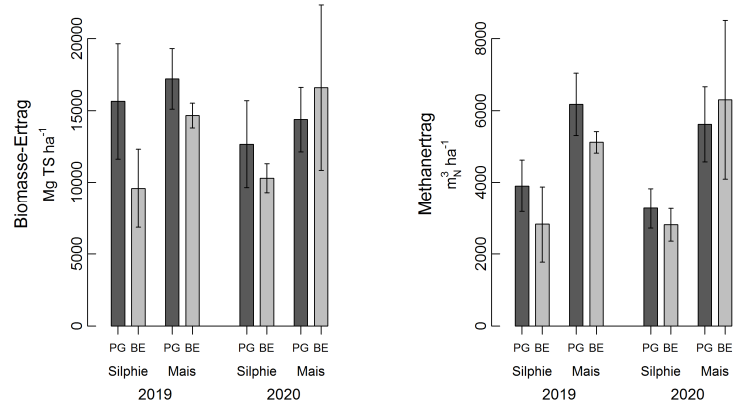 Biomasse-Ertrag
Mg TS ha⁻¹
0
5000
10000
15000
20000
PG BE PG BE PG BE PG BE
Silphie Mais Silphie Mais
2019 2020
Methanertrag
m³N ha⁻¹
0
2000
4000
6000
8000
PG BE PG BE PG BE PG BE
Silphie Mais Silphie Mais
2019 2020